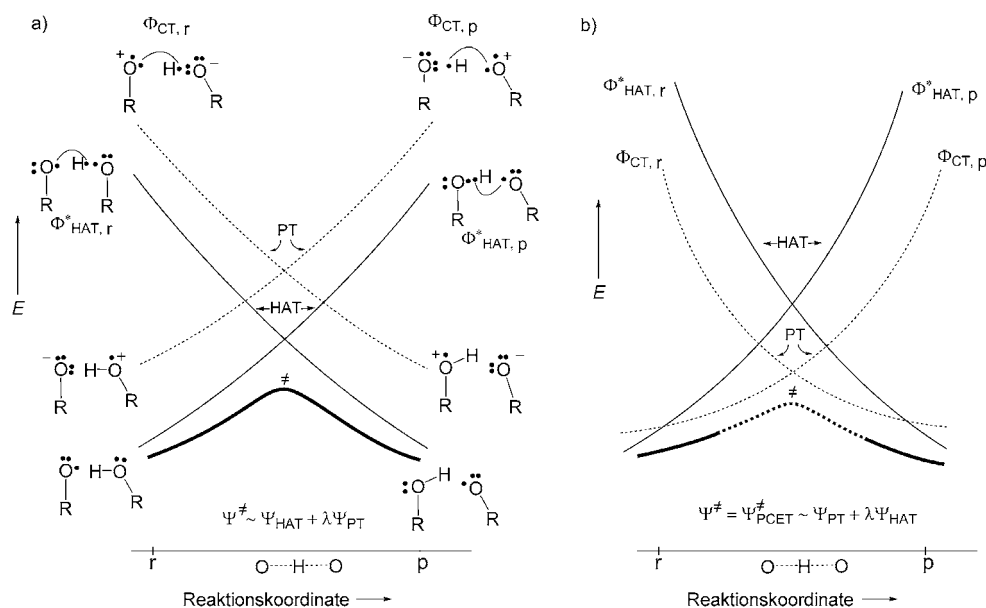 a)
Φ_CT, r
Φ_CT, p
b)
+ – – +
O H O O H O
R R R R
Φ*_HAT, r
Φ*_HAT, p
Φ_CT, r
Φ_CT, p
O H O
R R
Φ*_HAT, r
O H O
R R
Φ*_HAT, p
PT
HAT
HAT
E
E
PT
– +
O H–O
R R
+ –
O H O
R R
≠
≠
O H–O
R R
O H O
R R
Ψ^≠ ~ Ψ_HAT + λΨ_PT
Ψ^≠ = Ψ^≠_PCET ~ Ψ_PT + λΨ_HAT
r O---H---O p
r O---H---O p
Reaktionskoordinate →
Reaktionskoordinate →